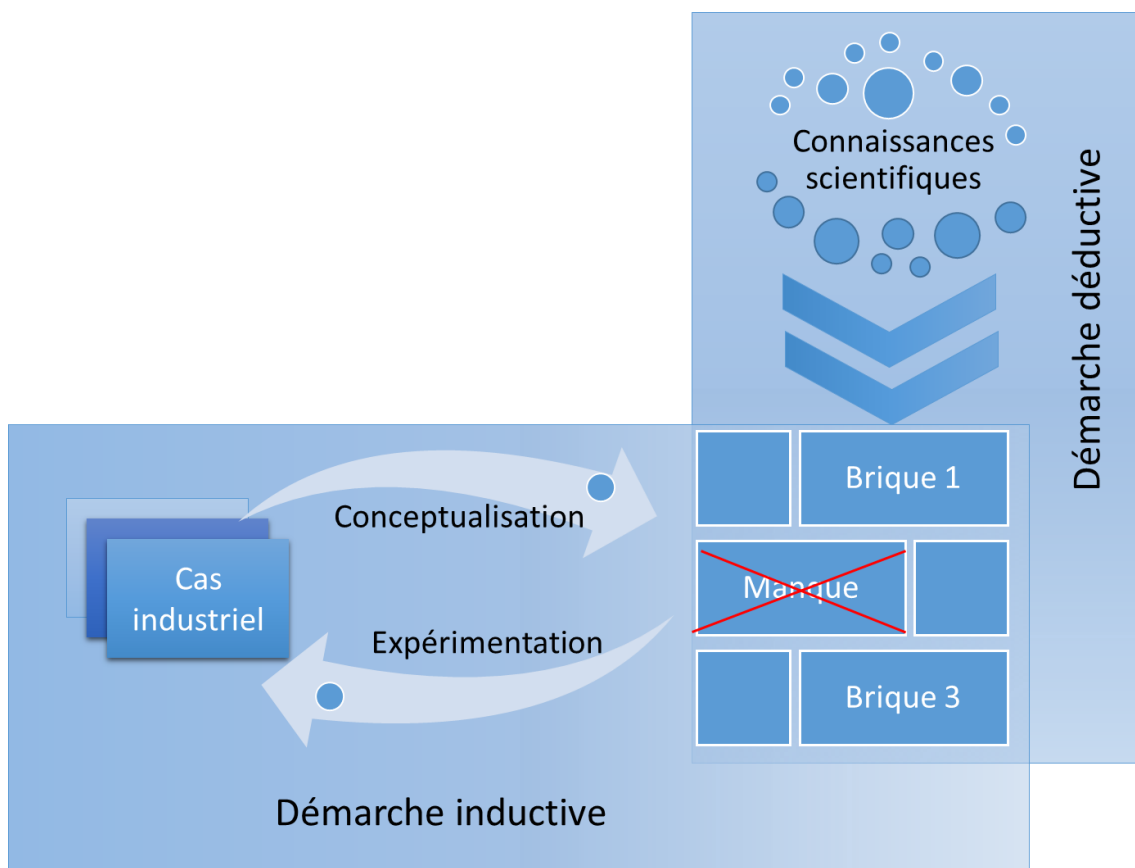 Connaissances
scientifiques
Démarche déductive
Brique 1
Conceptualisation
Cas
industriel
Manque
Expérimentation
Brique 3
Démarche inductive